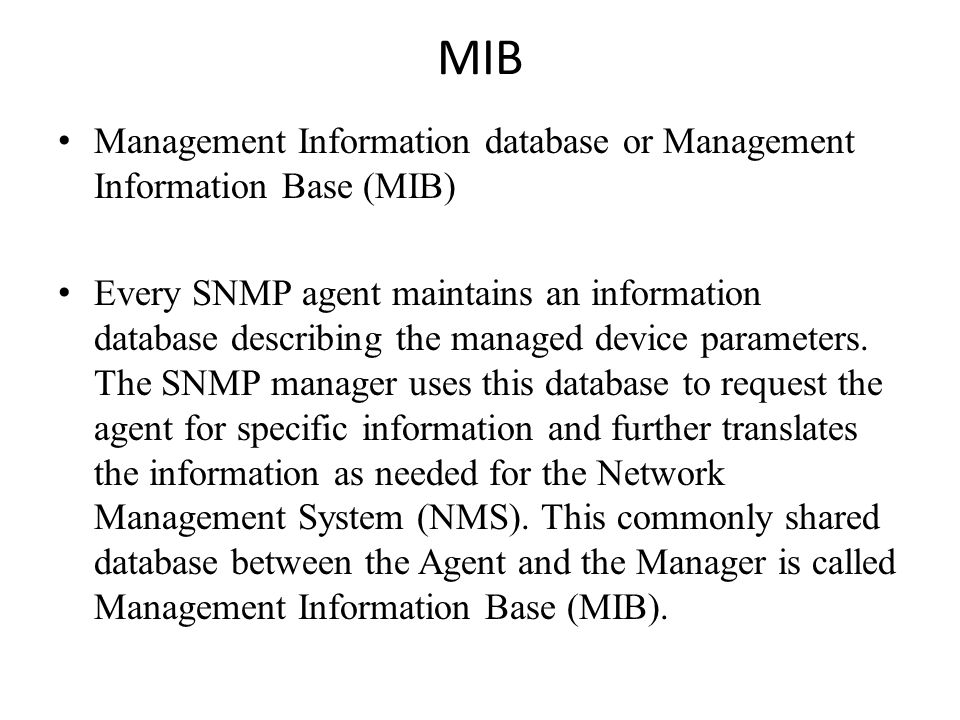 MIB
• Management Information database or Management
Information Base (MIB)
• Every SNMP agent maintains an information
database describing the managed device parameters.
The SNMP manager uses this database to request the
agent for specific information and further translates
the information as needed for the Network
Management System (NMS). This commonly shared
database between the Agent and the Manager is called
Management Information Base (MIB).